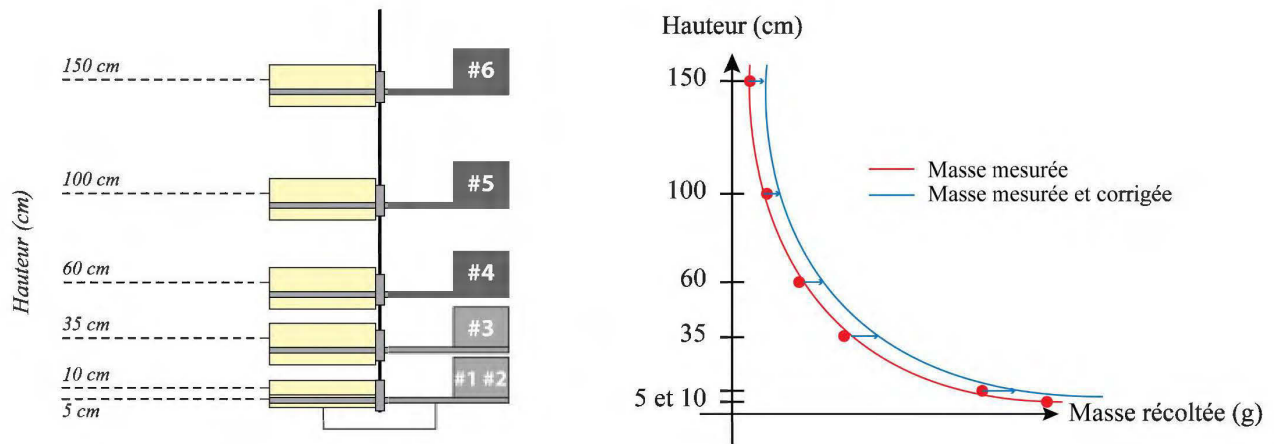 Hauteur (cm)
150 cm
#6
100 cm
#5
60 cm
#4
35 cm
#3
10 cm
#1 #2
5 cm
Hauteur (cm)
150
100
60
35
5 et 10
Masse mesurée
Masse mesurée et corrigée
Masse récoltée (g)